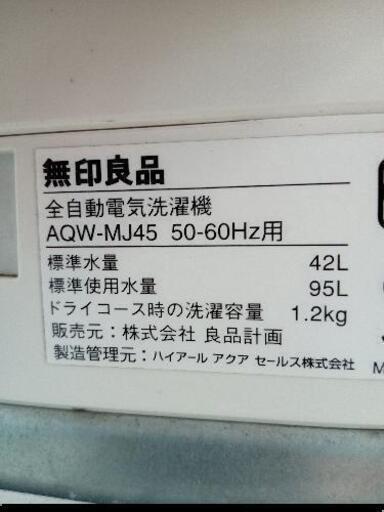 無印良品
全自動電気洗濯機
AQW-MJ45 50-60Hz用
標準水量 42L
標準使用水量 95L
ドライコース時の洗濯容量 1.2kg
販売元：株式会社 良品計画
製造管理元：ハイアール アクア セールス株式会社